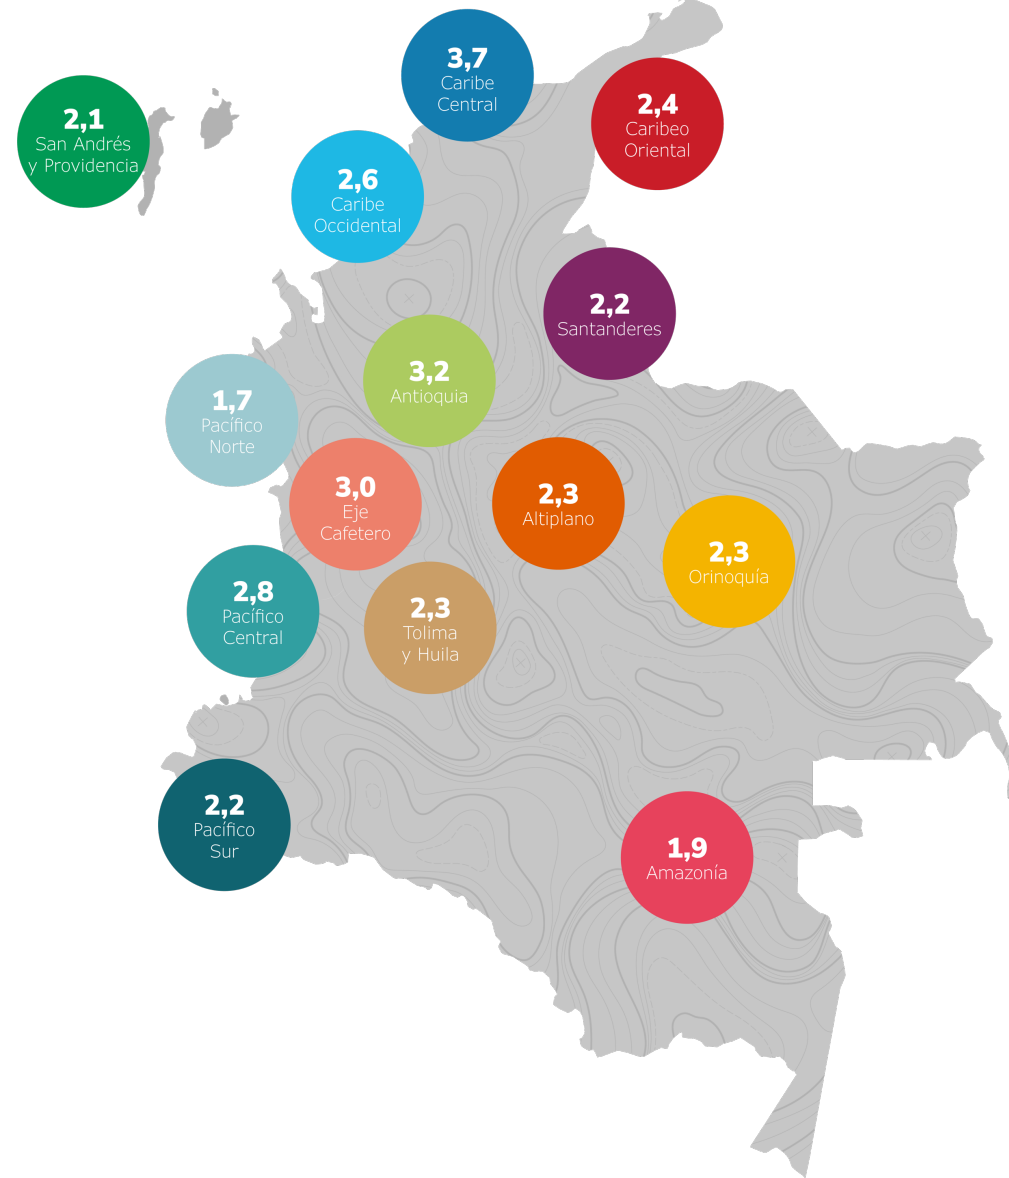 3,7
Caribe
Central
2,4
Caribeo
Oriental
2,1
San Andrés
y Providencia
2,6
Caribe
Occidental
2,2
Santanderes
3,2
Antioquia
1,7
Pacífico
Norte
3,0
Eje
Cafetero
2,3
Altiplano
2,3
Orinoquía
2,8
Pacífico
Central
2,3
Tolima
y Huila
2,2
Pacífico
Sur
1,9
Amazonía